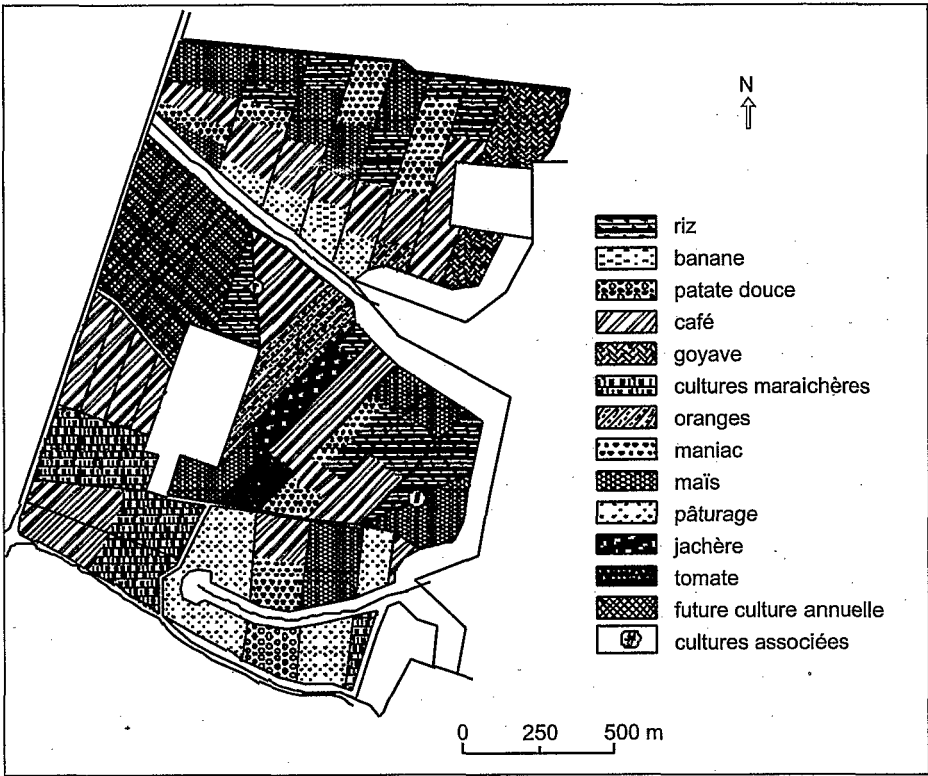 N
riz
banane
patate douce
café
goyave
cultures maraichères
oranges
maniac
maïs
pâturage
jachère
tomate
future culture annuelle
cultures associées
0 250 500 m